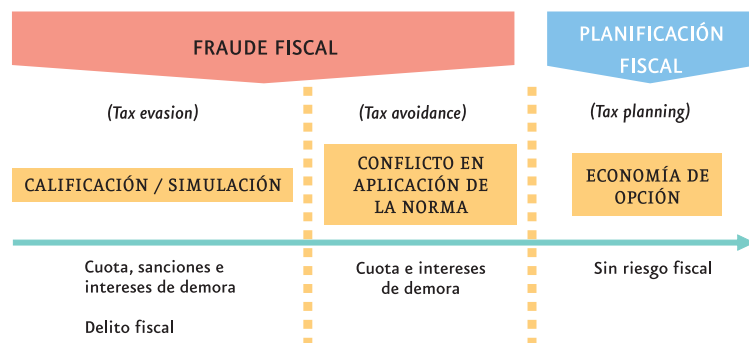 FRAUDE FISCAL
PLANIFICACIÓN
FISCAL
(Tax evasion)
(Tax avoidance)
(Tax planning)
CALIFICACIÓN / SIMULACIÓN
CONFLICTO EN
APLICACIÓN DE
LA NORMA
ECONOMÍA DE
OPCIÓN
Cuota, sanciones e
intereses de demora
Delito fiscal
Cuota e intereses
de demora
Sin riesgo fiscal